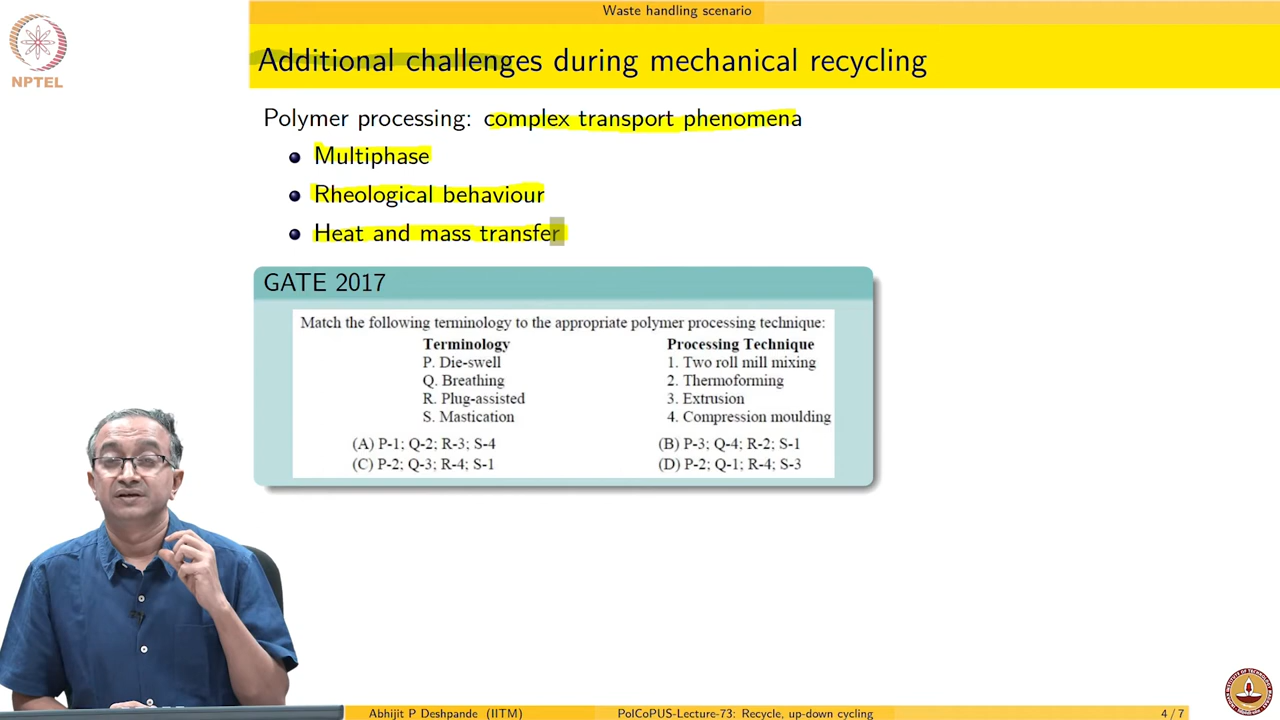 Waste handling scenario
NPTEL
Additional challenges during mechanical recycling
Polymer processing: complex transport phenomena
Multiphase
Rheological behaviour
Heat and mass transfer
GATE 2017
Match the following terminology to the appropriate polymer processing technique:
Terminology Processing Technique
P. Die-swell 1. Two roll mill mixing
Q. Breathing 2. Thermoforming
R. Plug-assisted 3. Extrusion
S. Mastication 4. Compression moulding
(A) P-1; Q-2; R-3; S-4 (B) P-3; Q-4; R-2; S-1
(C) P-2; Q-3; R-4; S-1 (D) P-2; Q-1; R-4; S-3
Abhijit P Deshpande (IITM) PolCoPUS-Lecture-73: Recycle, up-down cycling 4 / 7